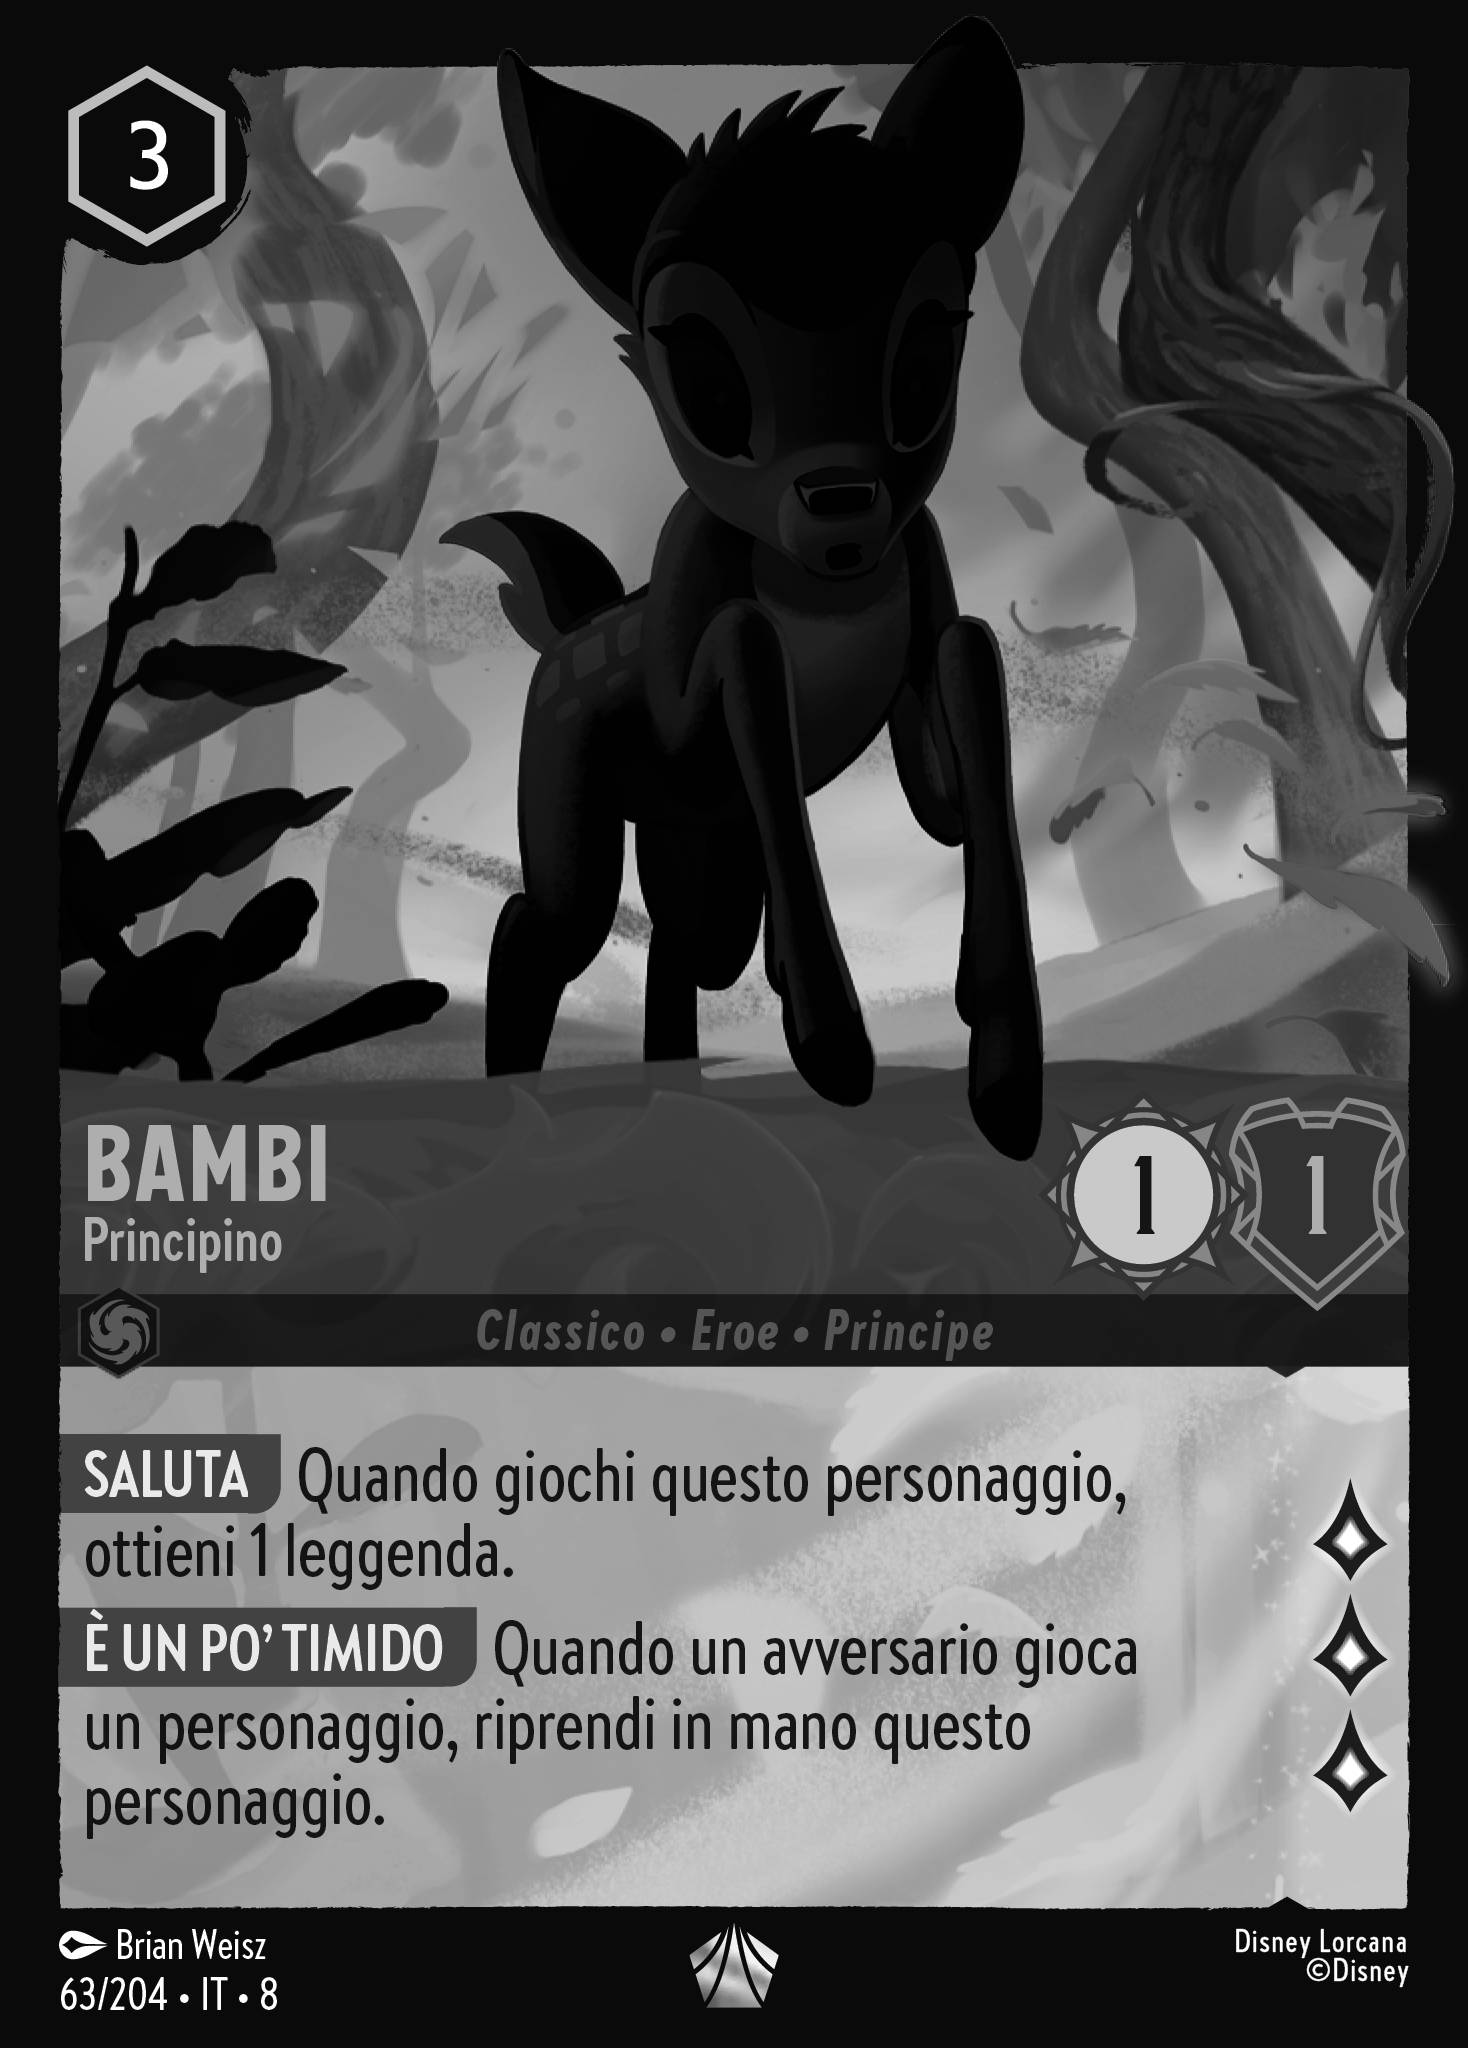 3
BAMBI
Principino
1 1
Classico • Eroe • Principe
SALUTA Quando giochi questo personaggio,
ottieni 1 leggenda.
È UN PO’ TIMIDO Quando un avversario gioca
un personaggio, riprendi in mano questo
personaggio.
Brian Weisz
63/204 • IT • 8
Disney Lorcana
©Disney